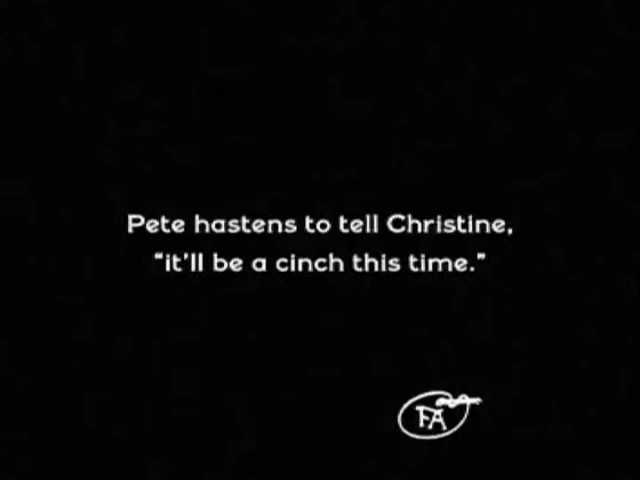 Pete hastens to tell Christine,
“it'll be a cinch this time.”
FA